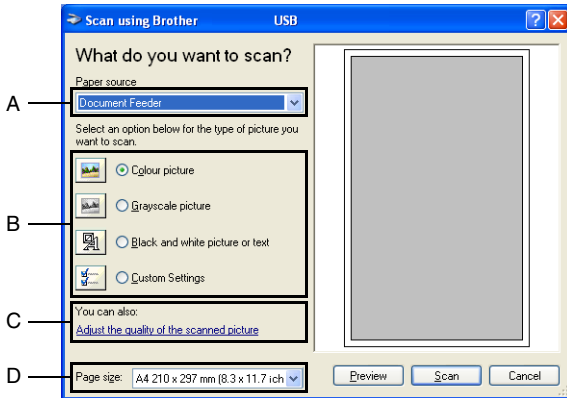 Scan using Brother USB
What do you want to scan?
Paper source
A
Document Feeder
Select an option below for the type of picture you
want to scan.
Colour picture
Grayscale picture
B
Black and white picture or text
Custom Settings
You can also:
C
Adjust the quality of the scanned picture
D
Page size: A4 210 x 297 mm (8.3 x 11.7 ich
Preview Scan Cancel